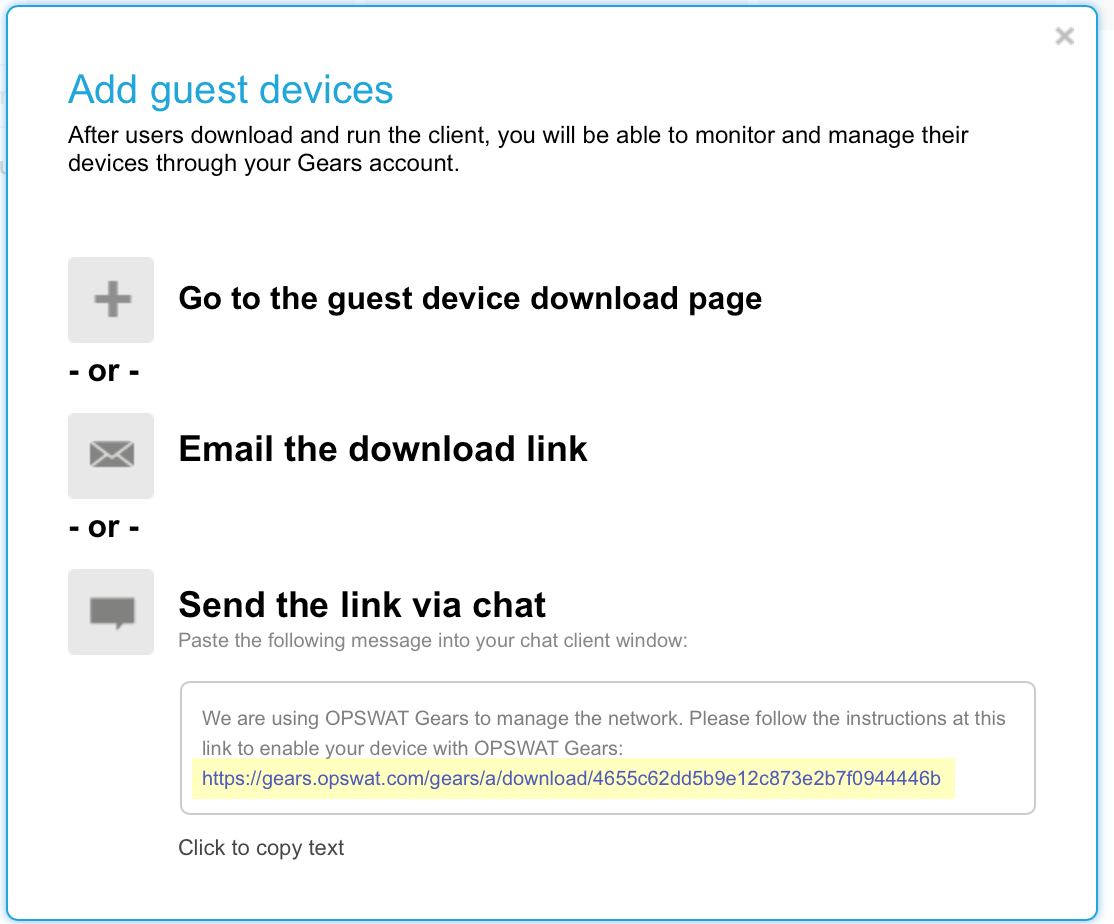 Add guest devices
After users download and run the client, you will be able to monitor and manage their
devices through your Gears account.
Go to the guest device download page
- or -
Email the download link
- or -
Send the link via chat
Paste the following message into your chat client window:
We are using OPSWAT Gears to manage the network. Please follow the instructions at this
link to enable your device with OPSWAT Gears:
https://gears.opswat.com/gears/a/download/4655c62dd5b9e12c873e2b7f0944446b
Click to copy text